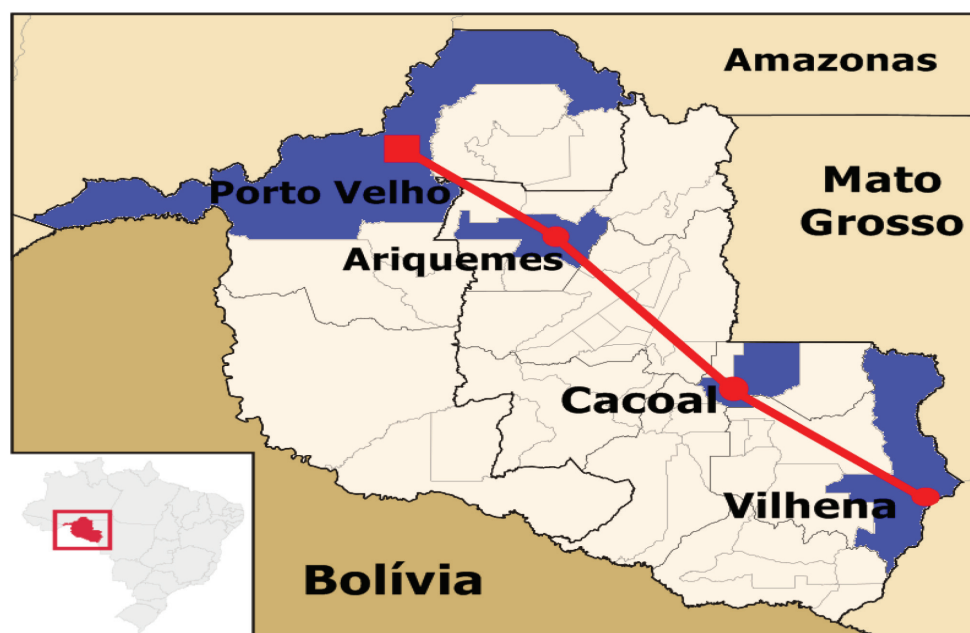 Amazonas
Mato
Grosso
Porto Velho
Ariquemes
Cacoal
Vilhena
Bolívia